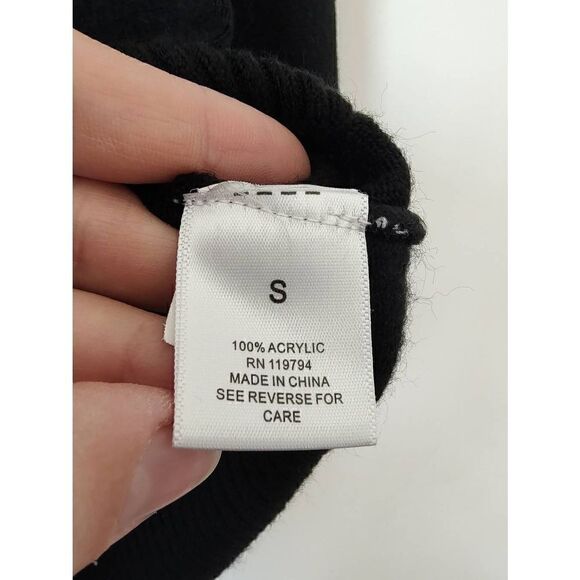 S
100% ACRYLIC
RN 119794
MADE IN CHINA
SEE REVERSE FOR
CARE